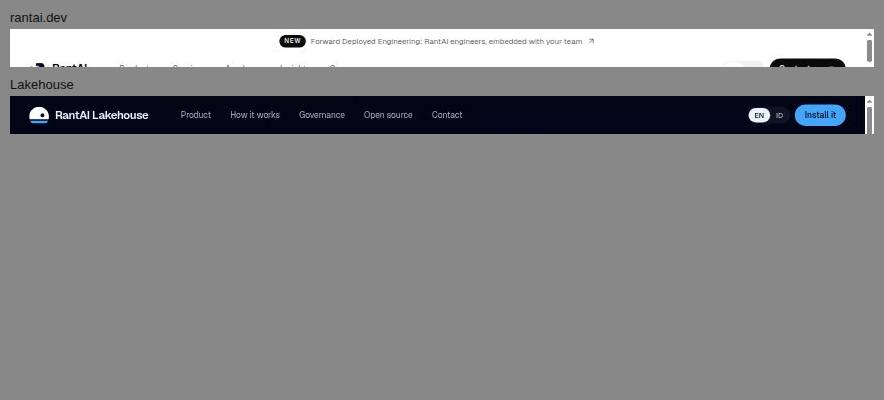 rantai.dev
NEW Forward Deployed Engineering: RantAI engineers, embedded with your team
RantAI
Lakehouse
RantAI Lakehouse Product How it works Governance Open source Contact EN ID Install it